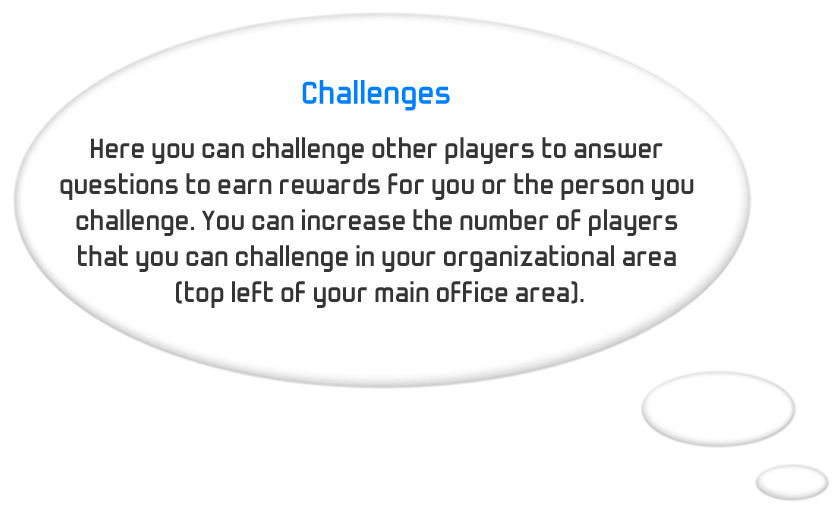 Challenges
Here you can challenge other players to answer
questions to earn rewards for you or the person you
challenge. You can increase the number of players
that you can challenge in your organizational area
(top left of your main office area).